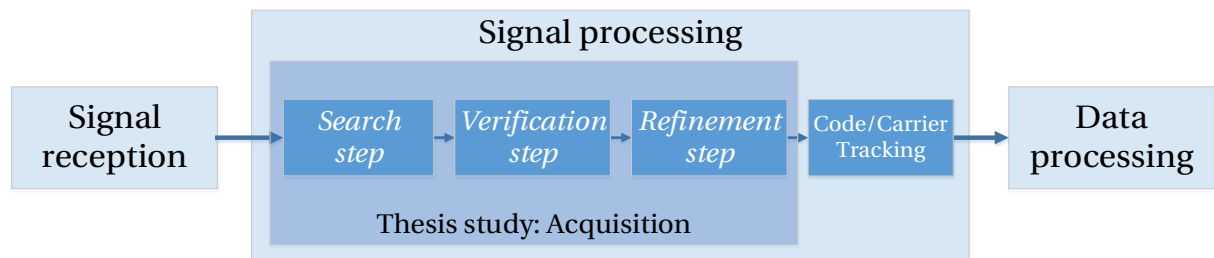 Signal processing
Signal
reception
Search
step
Verification
step
Refinement
step
Code/Carrier
Tracking
Data
processing
Thesis study: Acquisition